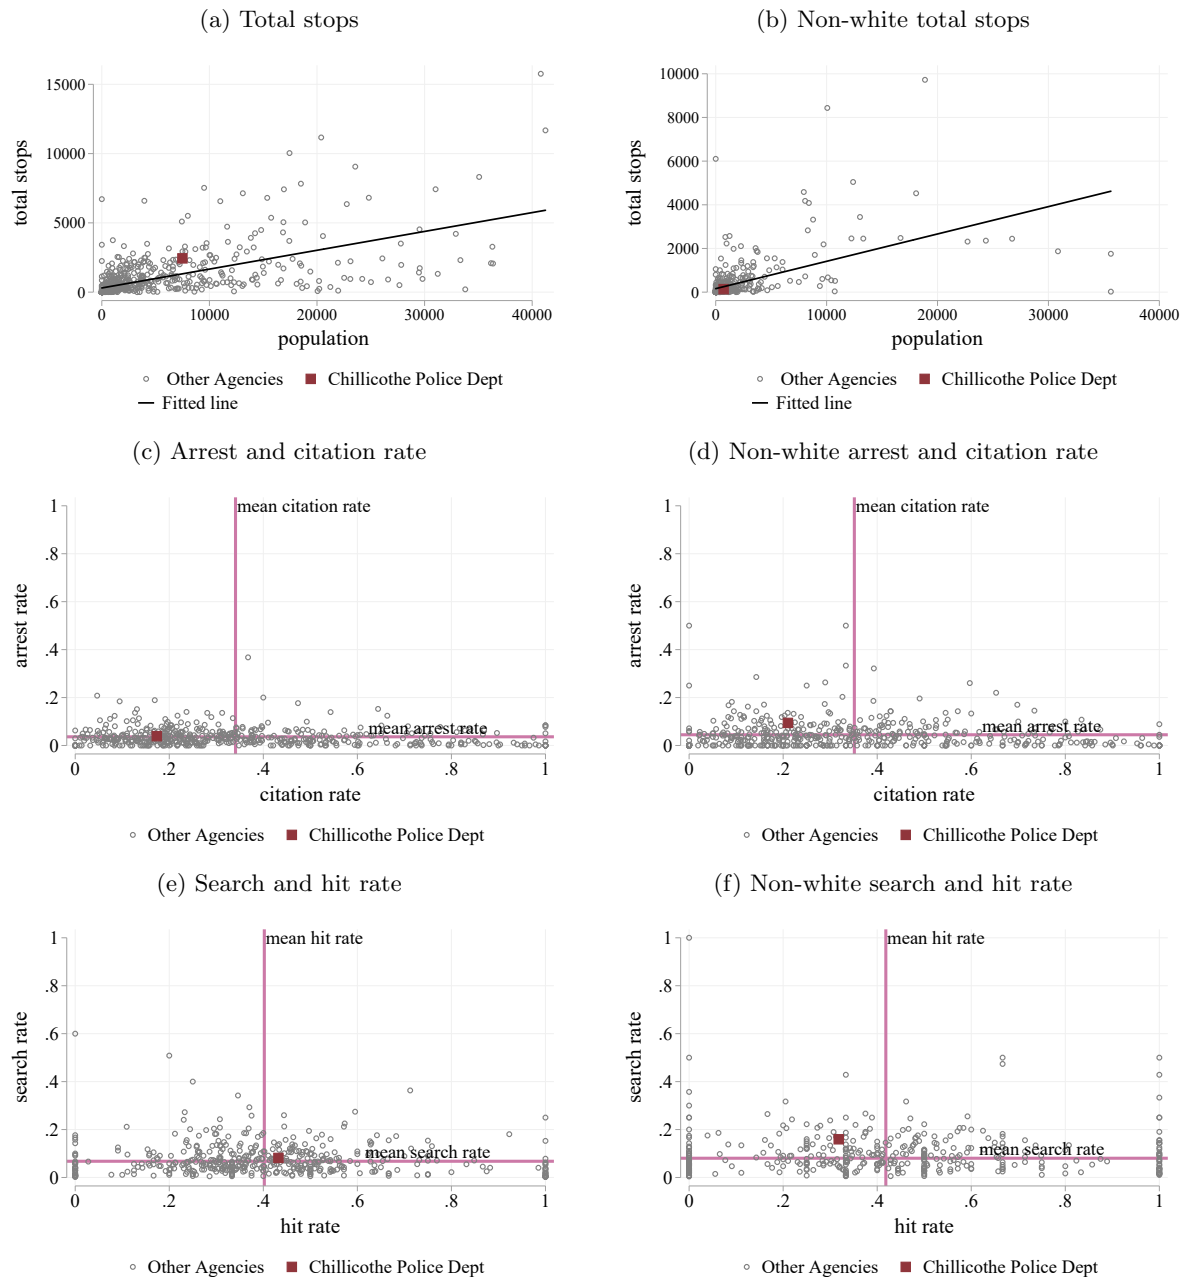 (a) Total stops
total stops
15000
10000
5000
0
0 10000 20000 30000 40000
population
Other Agencies Chillicothe Police Dept
Fitted line
(b) Non-white total stops
total stops
10000
8000
6000
4000
2000
0
0 10000 20000 30000 40000
population
Other Agencies Chillicothe Police Dept
Fitted line
(c) Arrest and citation rate
arrest rate
1
.8
.6
.4
.2
0
mean citation rate
mean arrest rate
0 .2 .4 .6 .8 1
citation rate
Other Agencies Chillicothe Police Dept
(d) Non-white arrest and citation rate
arrest rate
1
.8
.6
.4
.2
0
mean citation rate
mean arrest rate
0 .2 .4 .6 .8 1
citation rate
Other Agencies Chillicothe Police Dept
(e) Search and hit rate
search rate
1
.8
.6
.4
.2
0
mean hit rate
mean search rate
0 .2 .4 .6 .8 1
hit rate
Other Agencies Chillicothe Police Dept
(f) Non-white search and hit rate
search rate
1
.8
.6
.4
.2
0
mean hit rate
mean search rate
0 .2 .4 .6 .8 1
hit rate
Other Agencies Chillicothe Police Dept